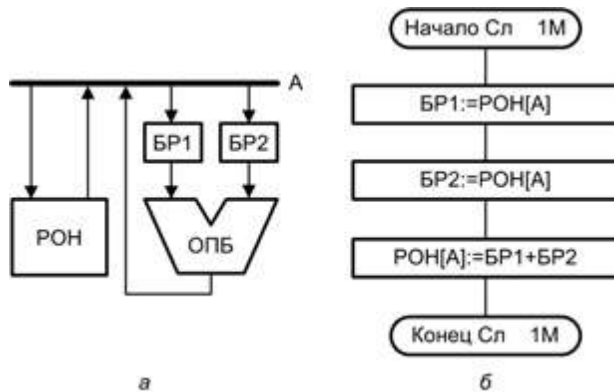 А
БР1
БР2
РОН
ОПБ
а
Начало Сл 1М
БР1:=РОН[А]
БР2:=РОН[А]
РОН[А]:=БР1+БР2
Конец Сл 1М
б